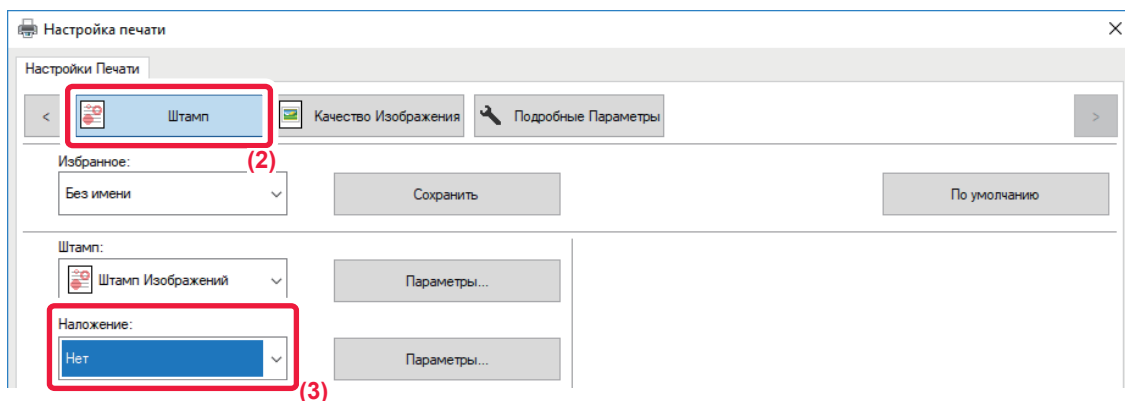 Настройка печати
Настройки Печати
< Штамп Качество Изображения Подробные Параметры >
(2)
Избранное:
Без имени Сохранить По умолчанию
Штамп:
Штамп Изображений Параметры...
Наложение:
Нет Параметры...
(3)